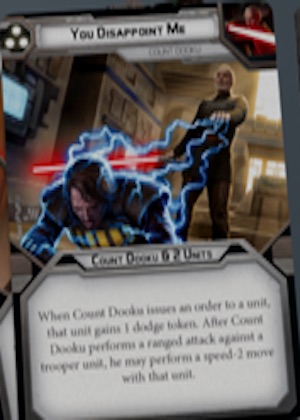 You Disappoint Me
Count Dooku
Count Dooku & 2 Units
When Count Dooku issues an order to a unit,
that unit gains 1 dodge token. After Count
Dooku performs a ranged attack against a
trooper unit, he may perform a speed-2 move
with that unit.